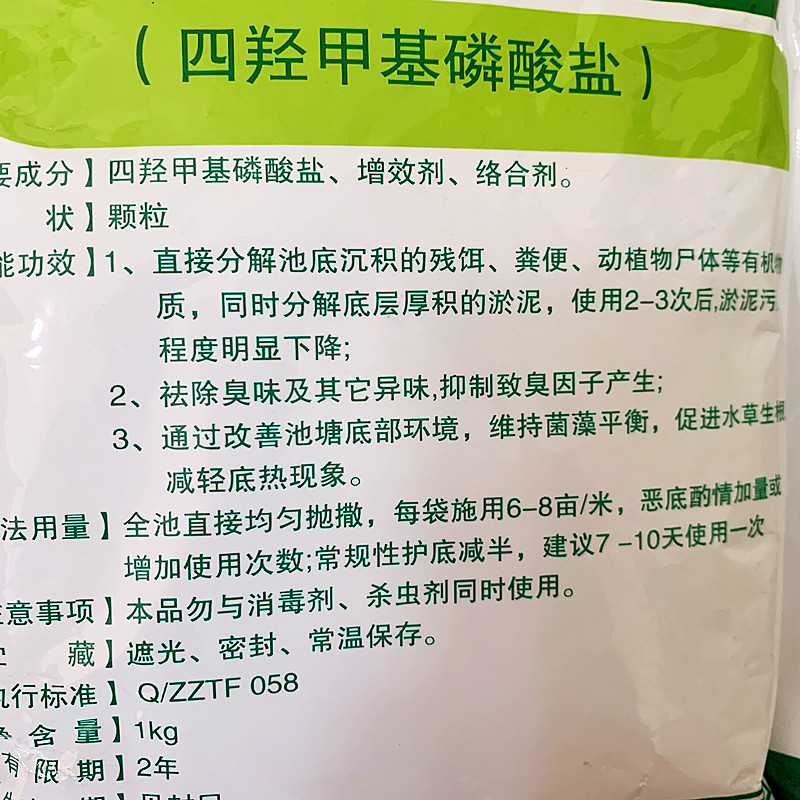 （四羟甲基磷酸盐）
要成分】四羟甲基磷酸盐、增效剂、络合剂。
状】颗粒
能功效】1、直接分解池底沉积的残饵、粪便、动植物尸体等有机物
质，同时分解底层厚积的淤泥，使用2-3次后,淤泥污
程度明显下降;
2、祛除臭味及其它异味,抑制致臭因子产生;
3、通过改善池塘底部环境，维持菌藻平衡，促进水草生根
减轻底热现象。
法用量】全池直接均匀抛撒，每袋施用6-8亩/米，恶底酌情加量或
增加使用次数;常规性护底减半，建议7-10天使用一次
注意事项】本品勿与消毒剂、杀虫剂同时使用。
藏】遮光、密封、常温保存。
执行标准】Q/ZZTF 058
含量】1kg
有限期】2年
期】见封口